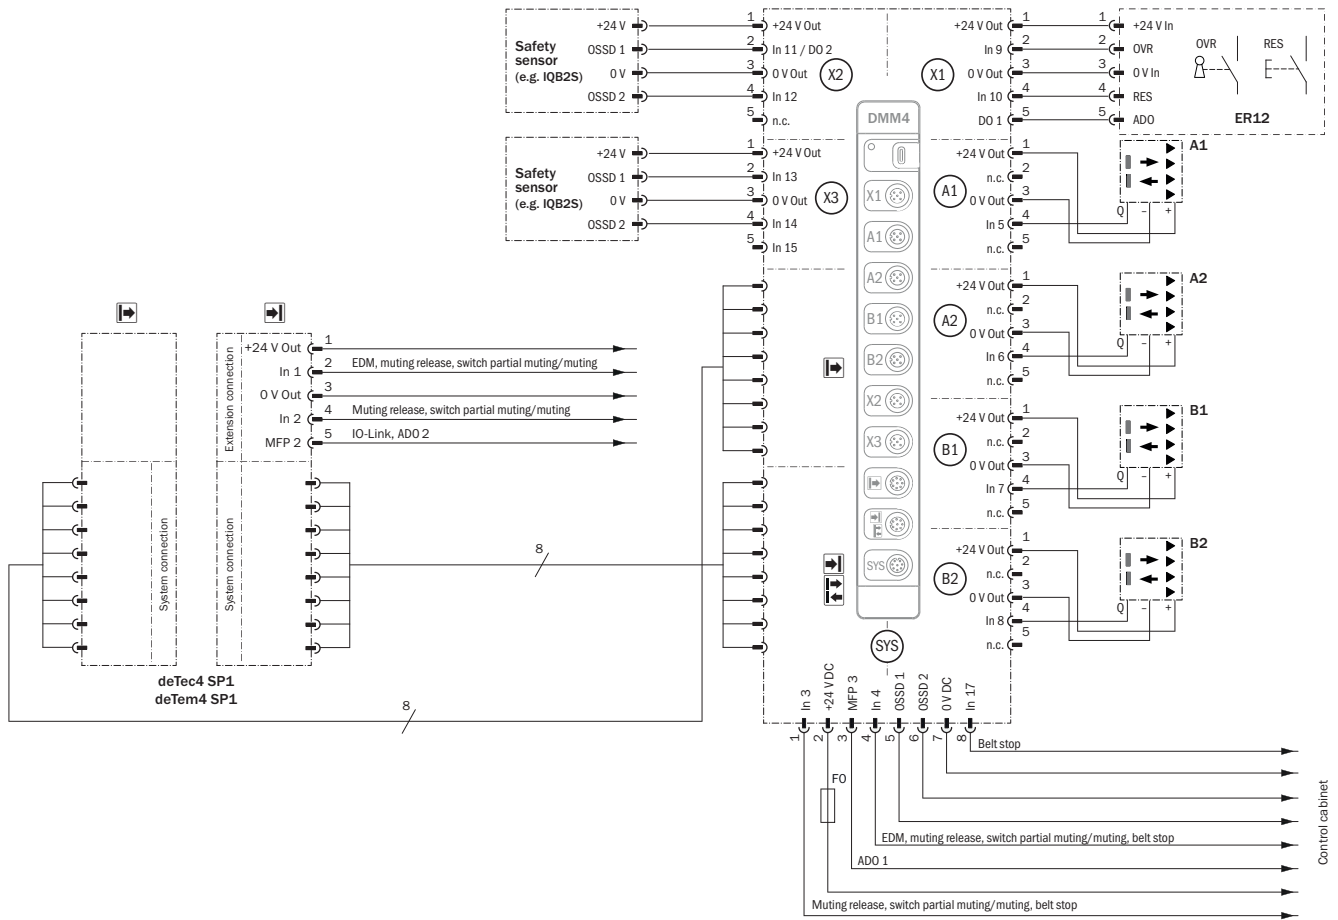 Safety
sensor
(e.g. IQB2S)
+24 V
OSSD 1
0 V
OSSD 2
1 +24 V Out
2 In 11 / DO 2
3 0 V Out
4 In 12
5 n.c.
X2
X1
+24 V Out 1
In 9 2
0 V Out 3
In 10 4
DO 1 5
1 +24 V In
2 OVR
3 0 V In
4 RES
5 ADO
OVR RES
ER12
Safety
sensor
(e.g. IQB2S)
+24 V
OSSD 1
0 V
OSSD 2
1 +24 V Out
2 In 13
3 0 V Out
4 In 14
5 In 15
X3
DMM4
X1
A1
A2
B1
B2
X2
X3
SYS
A1
+24 V Out 1
n.c. 2
0 V Out 3
In 5 4
n.c. 5
Q – +
A1
A2
+24 V Out 1
n.c. 2
0 V Out 3
In 6 4
n.c. 5
Q – +
A2
B1
+24 V Out 1
n.c. 2
0 V Out 3
In 7 4
n.c. 5
Q – +
B1
B2
+24 V Out 1
n.c. 2
0 V Out 3
In 8 4
n.c. 5
Q – +
B2
Extension connection
+24 V Out 1
In 1 2 EDM, muting release, switch partial muting/muting
0 V Out 3
In 2 4 Muting release, switch partial muting/muting
MFP 2 5 IO-Link, ADO 2
System connection
System connection
deTec4 SP1
deTem4 SP1
8
8
SYS
In 3
+24 V DC
MFP 3
In 4
OSSD 1
OSSD 2
0 V DC
In 17
1
2
3
4
5
6
7
8
Belt stop
F0
EDM, muting release, switch partial muting/muting, belt stop
ADO 1
Muting release, switch partial muting/muting, belt stop
Control cabinet